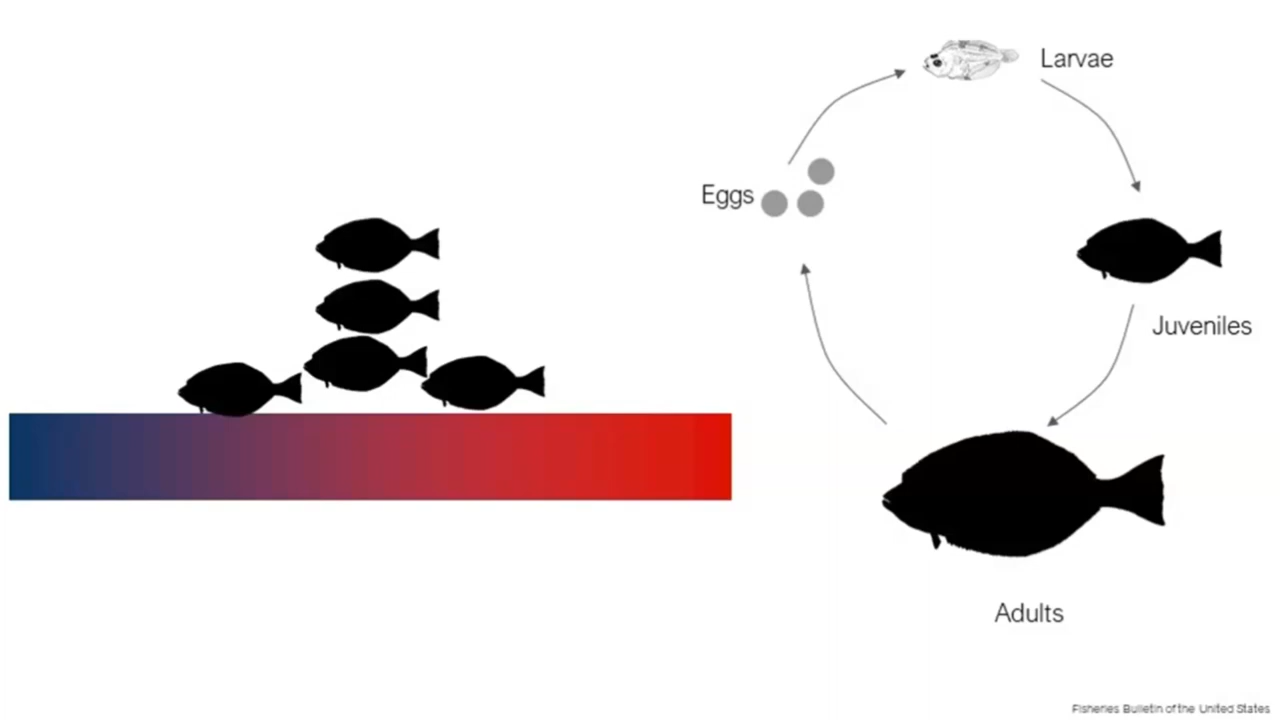 Larvae
Eggs
Juveniles
Adults
Fisheries Bulletin of the United States